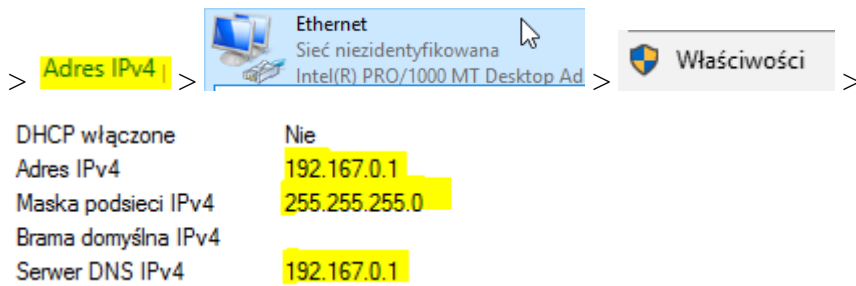 Ethernet
Sieć niezidentyfikowana
> Adres IPv4 > Intel(R) PRO/1000 MT Desktop Ad > Właściwości >
DHCP włączone Nie
Adres IPv4 192.167.0.1
Maska podsieci IPv4 255.255.255.0
Brama domyślna IPv4
Serwer DNS IPv4 192.167.0.1